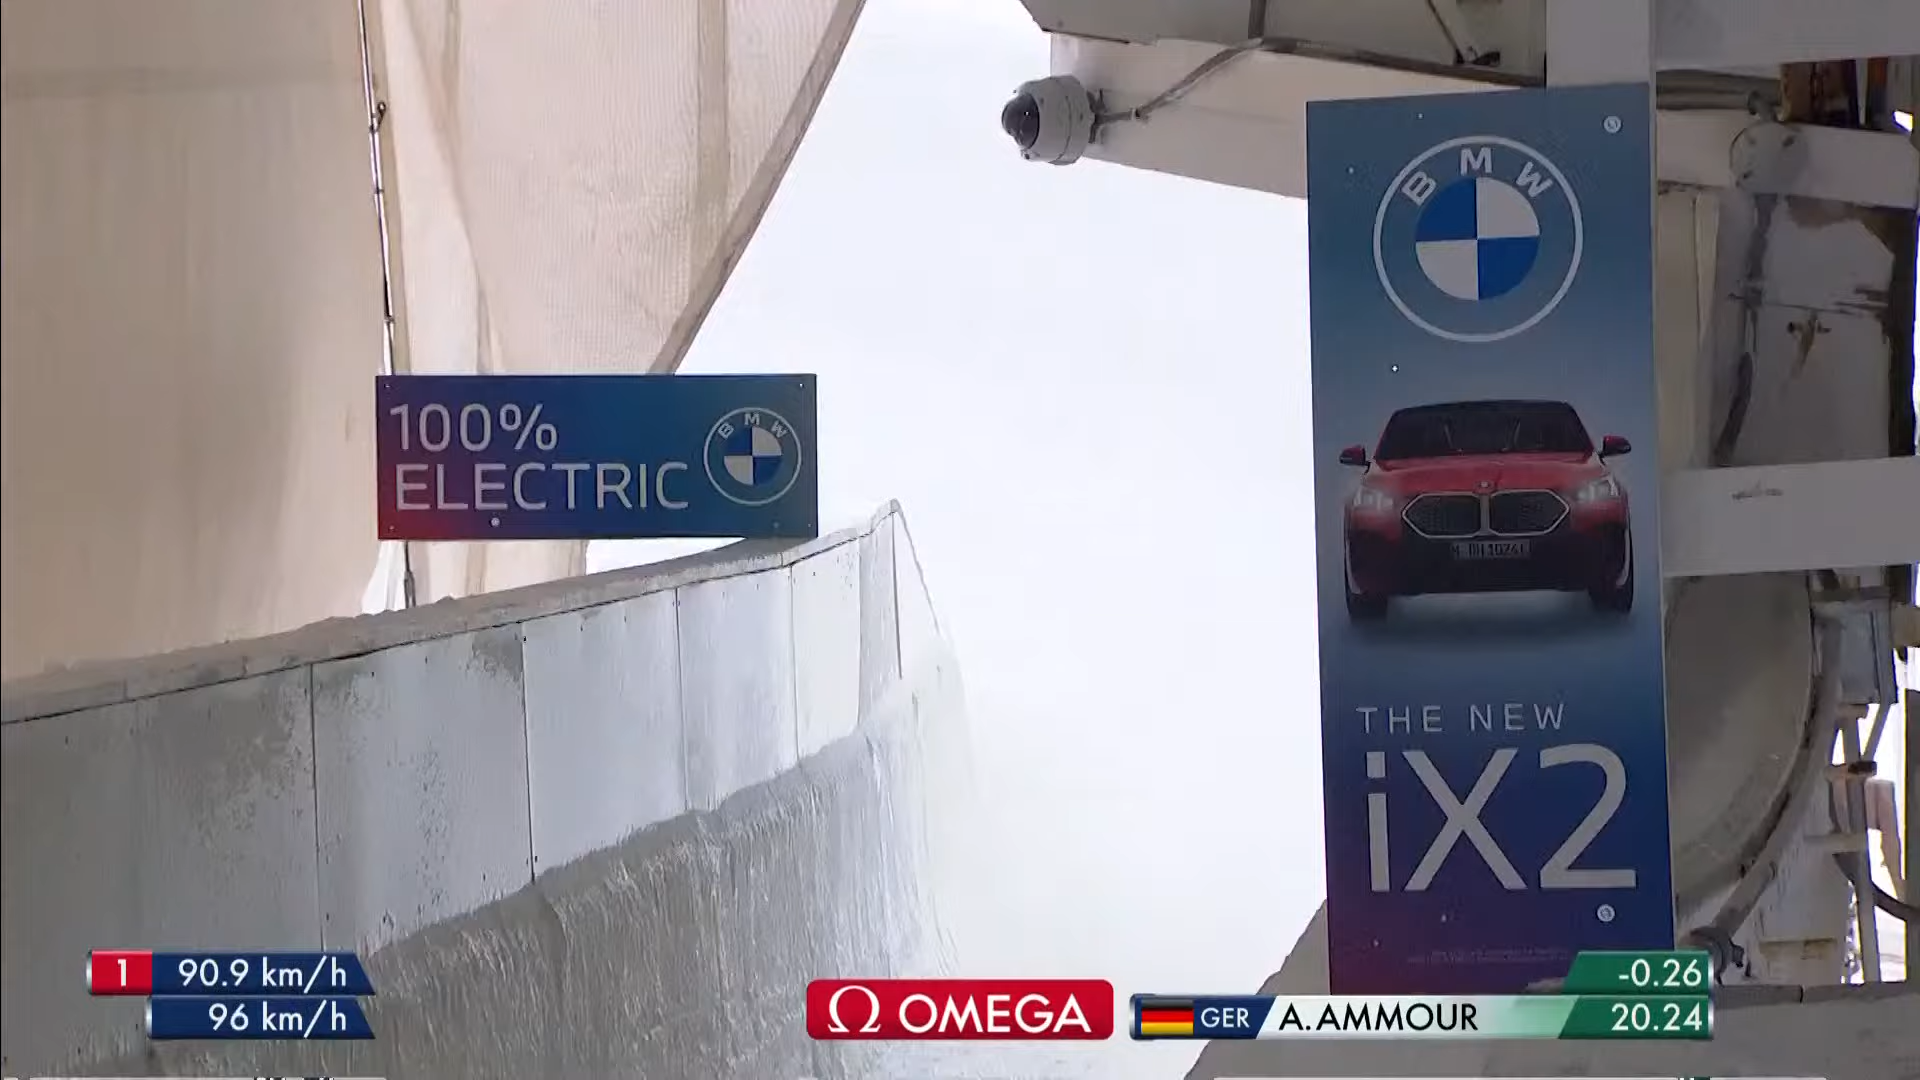 100%
ELECTRIC
BMW
BMW
THE NEW
iX2
1 90.9 km/h
96 km/h
Ω OMEGA
-0.26
GER A. AMMOUR 20.24